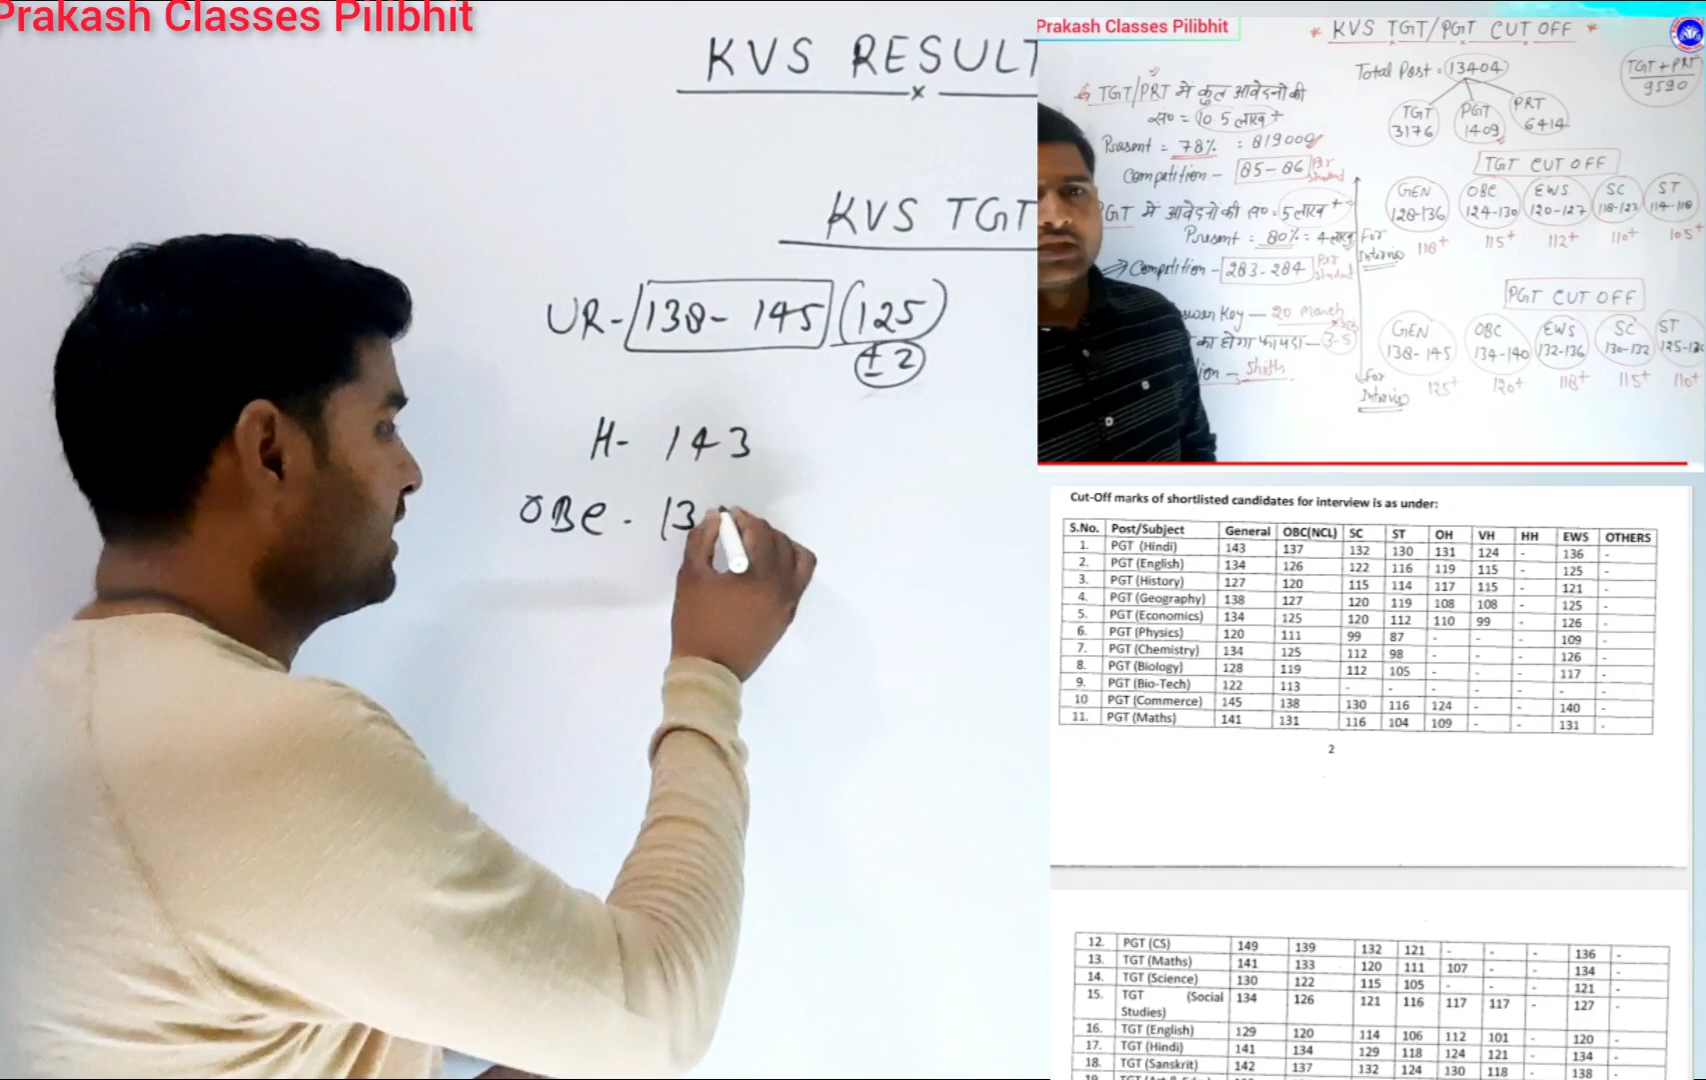 Prakash Classes Pilibhit
KVS RESULT
KVS TGT
UR- 138- 145 (125)
± 2
H- 143
OBC - 13
Prakash Classes Pilibhit
* KVS TGT/PGT CUT OFF *
Total Post = 13404
TGT + PRT
9590
TGT
3176
PGT
1409
PRT
6414
TGT/PRT में कुल आवेदनों की
सं० = 10.5 लाख +
Present = 78% = 819000
Competition - 85-86 Per
Student
GT में आवेदनों की सं० = 5 लाख +
Present = 80% = 4 लाख
Competition - 283-284 Per
Student
Key - 20 March
का होगा फायदा - 3-5
ion - Shifts
TGT CUT OFF
GEN OBC EWS SC ST
128-136 124-130 120-127 118-123 114-118
For
118+ 115+ 112+ 110+ 105+
PGT CUT OFF
GEN OBC EWS SC ST
138-145 134-140 132-136 130-132
For
125+ 120+ 118+ 115+ 110+
Cut-Off marks of shortlisted candidates for interview is as under:
S.No. Post/Subject General OBC(NCL) SC ST OH VH HH EWS OTHERS
1. PGT (Hindi) 143 137 132 130 131 124 - 136 -
2. PGT (English) 134 126 122 116 119 115 - 125 -
3. PGT (History) 127 120 115 114 117 115 - 121 -
4. PGT (Geography) 138 127 120 119 108 108 - 125 -
5. PGT (Economics) 134 125 120 112 110 99 - 126 -
6. PGT (Physics) 120 111 99 87 - - - 109 -
7. PGT (Chemistry) 134 125 112 98 - - - 126 -
8. PGT (Biology) 128 119 112 105 - - - 117 -
9. PGT (Bio-Tech) 122 113 - - - - - - -
10 PGT (Commerce) 145 138 130 116 124 - - 140 -
11. PGT (Maths) 141 131 116 104 109 - - 131 -
2
12. PGT (CS) 149 139 132 121 - - - 136 -
13. TGT (Maths) 141 133 120 111 107 - - 134 -
14. TGT (Science) 130 122 115 105 - - - 121 -
15. TGT (Social Studies) 134 126 121 116 117 117 - 127 -
16. TGT (English) 129 120 114 106 112 101 - 120 -
17. TGT (Hindi) 141 134 129 118 124 121 - 134 -
18. TGT (Sanskrit) 142 137 132 124 130 118 - 138 -